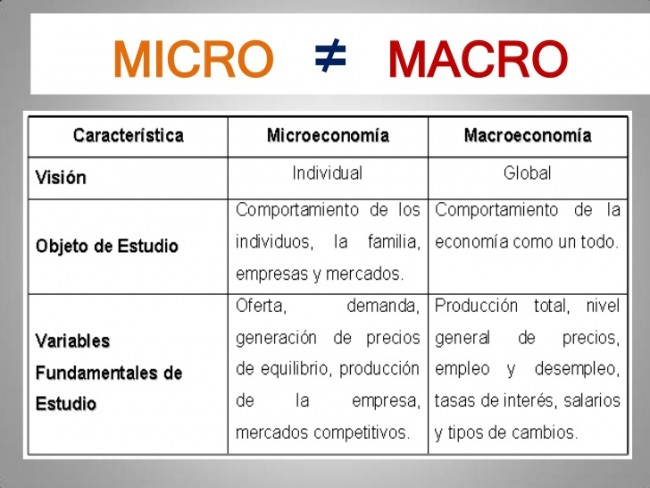 MICRO ≠ MACRO
Característica Microeconomía Macroeconomía
Visión Individual Global
Objeto de Estudio
Comportamiento de los
individuos, la familia,
empresas y mercados.
Comportamiento de la
economía como un todo.
Variables
Fundamentales de
Estudio
Oferta, demanda,
generación de precios
de equilibrio, producción
de la empresa,
mercados competitivos.
Producción total, nivel
general de precios,
empleo y desempleo,
tasas de interés, salarios
y tipos de cambios.